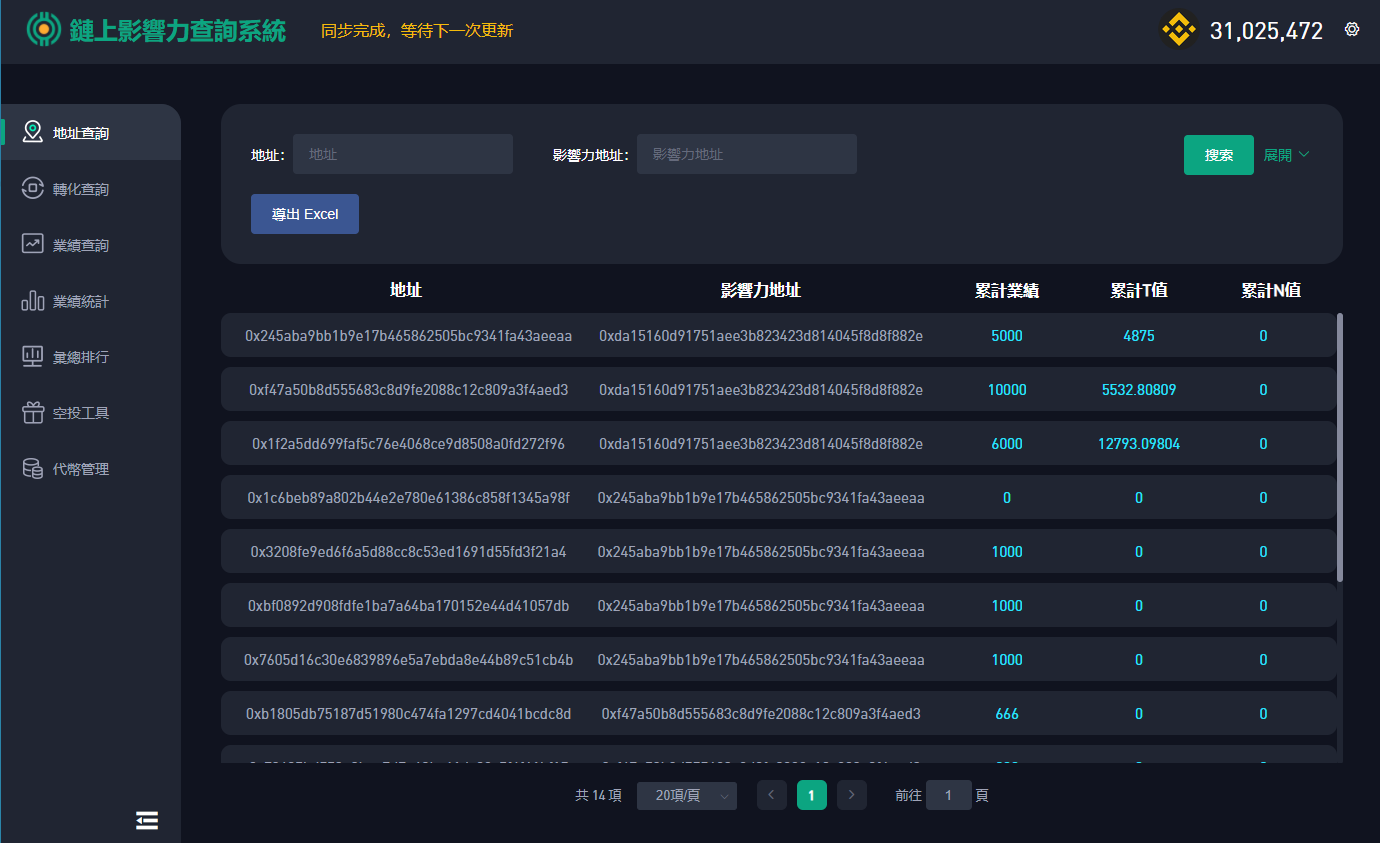 鏈上影響力查詢系統
同步完成，等待下一次更新
31,025,472
地址查詢
轉化查詢
業績查詢
業績統計
彙總排行
空投工具
代幣管理
地址：
地址
影響力地址：
影響力地址
搜索
展開
導出 Excel
地址 影響力地址 累計業績 累計T值 累計N值
0x245aba9bb1b9e17b465862505bc9341fa43aeeaa 0xda15160d91751aee3b823423d814045f8d8f882e 5000 4875 0
0xf47a50b8d555683c8d9fe2088c12c809a3f4aed3 0xda15160d91751aee3b823423d814045f8d8f882e 10000 5532.80809 0
0x1f2a5dd699faf5c76e4068ce9d8508a0fd272f96 0xda15160d91751aee3b823423d814045f8d8f882e 6000 12793.09804 0
0x1c6beb89a802b44e2e780e61386c858f1345a98f 0x245aba9bb1b9e17b465862505bc9341fa43aeeaa 0 0 0
0x3208fe9ed6f6a5d88cc8c53ed1691d55fd3f21a4 0x245aba9bb1b9e17b465862505bc9341fa43aeeaa 1000 0 0
0xbf0892d908fdfe1ba7a64ba170152e44d41057db 0x245aba9bb1b9e17b465862505bc9341fa43aeeaa 1000 0 0
0x7605d16c30e6839896e5a7ebda8e44b89c51cb4b 0x245aba9bb1b9e17b465862505bc9341fa43aeeaa 1000 0 0
0xb1805db75187d51980c474fa1297cd4041bcdc8d 0xf47a50b8d555683c8d9fe2088c12c809a3f4aed3 666 0 0
共 14 項
20項/頁
1
前往 1 頁